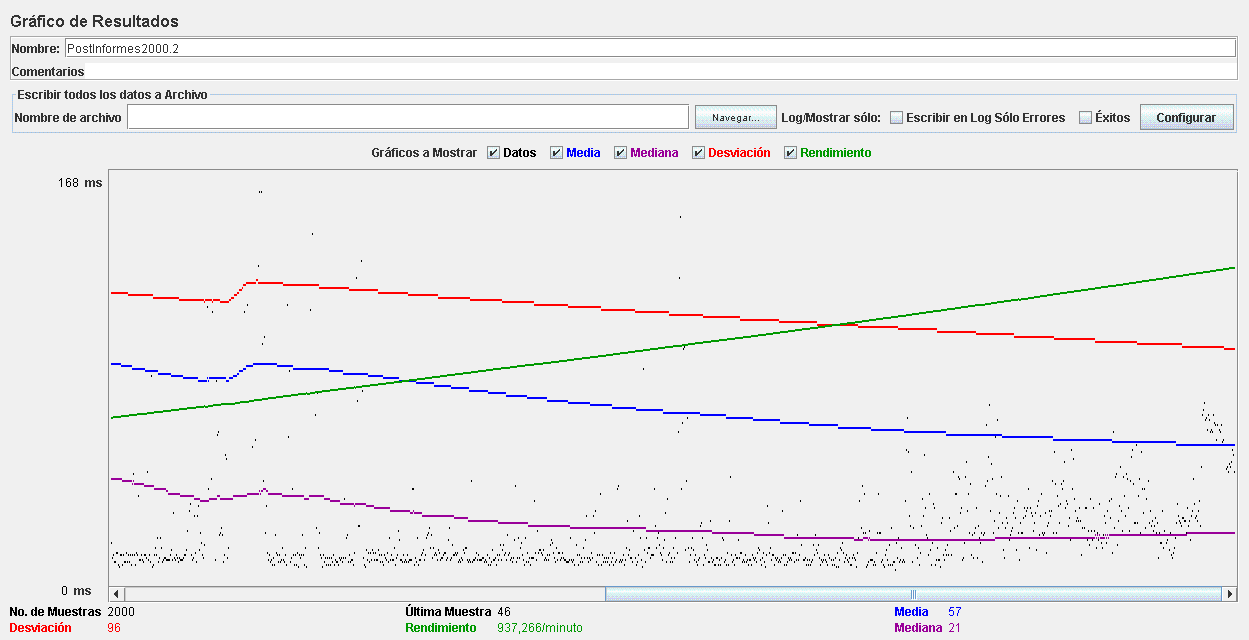 Gráfico de Resultados
Nombre: PostInformes2000.2
Comentarios
Escribir todos los datos a Archivo
Nombre de archivo Navegar... Log/Mostrar sólo: Escribir en Log Sólo Errores Éxitos Configurar
Gráficos a Mostrar Datos Media Mediana Desviación Rendimiento
168 ms
0 ms
No. de Muestras 2000 Última Muestra 46 Media 57
Desviación 96 Rendimiento 937,266/minuto Mediana 21